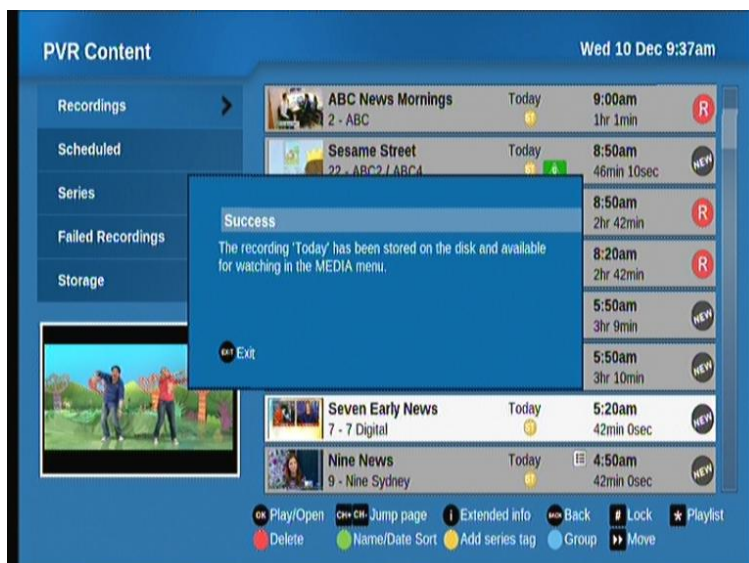 PVR Content
Wed 10 Dec 9:37am
Recordings
Scheduled
Series
Failed Recordings
Storage
ABC News Mornings Today 9:00am
2 - ABC 1hr 1min
R
Sesame Street Today 8:50am
22 - ABC2 / ABC4 46min 10sec
NEW
8:50am
2hr 42min
R
8:20am
2hr 42min
R
5:50am
3hr 9min
NEW
5:50am
3hr 10min
NEW
Seven Early News Today 5:20am
7 - 7 Digital 42min 0sec
NEW
Nine News Today 4:50am
9 - Nine Sydney 42min 0sec
NEW
Success
The recording 'Today' has been stored on the disk and available
for watching in the MEDIA menu.
EXIT Exit
OK Play/Open CH+ CH- Jump page i Extended info BACK Back # Lock * Playlist
Delete Name/Date Sort Add series tag Group Move